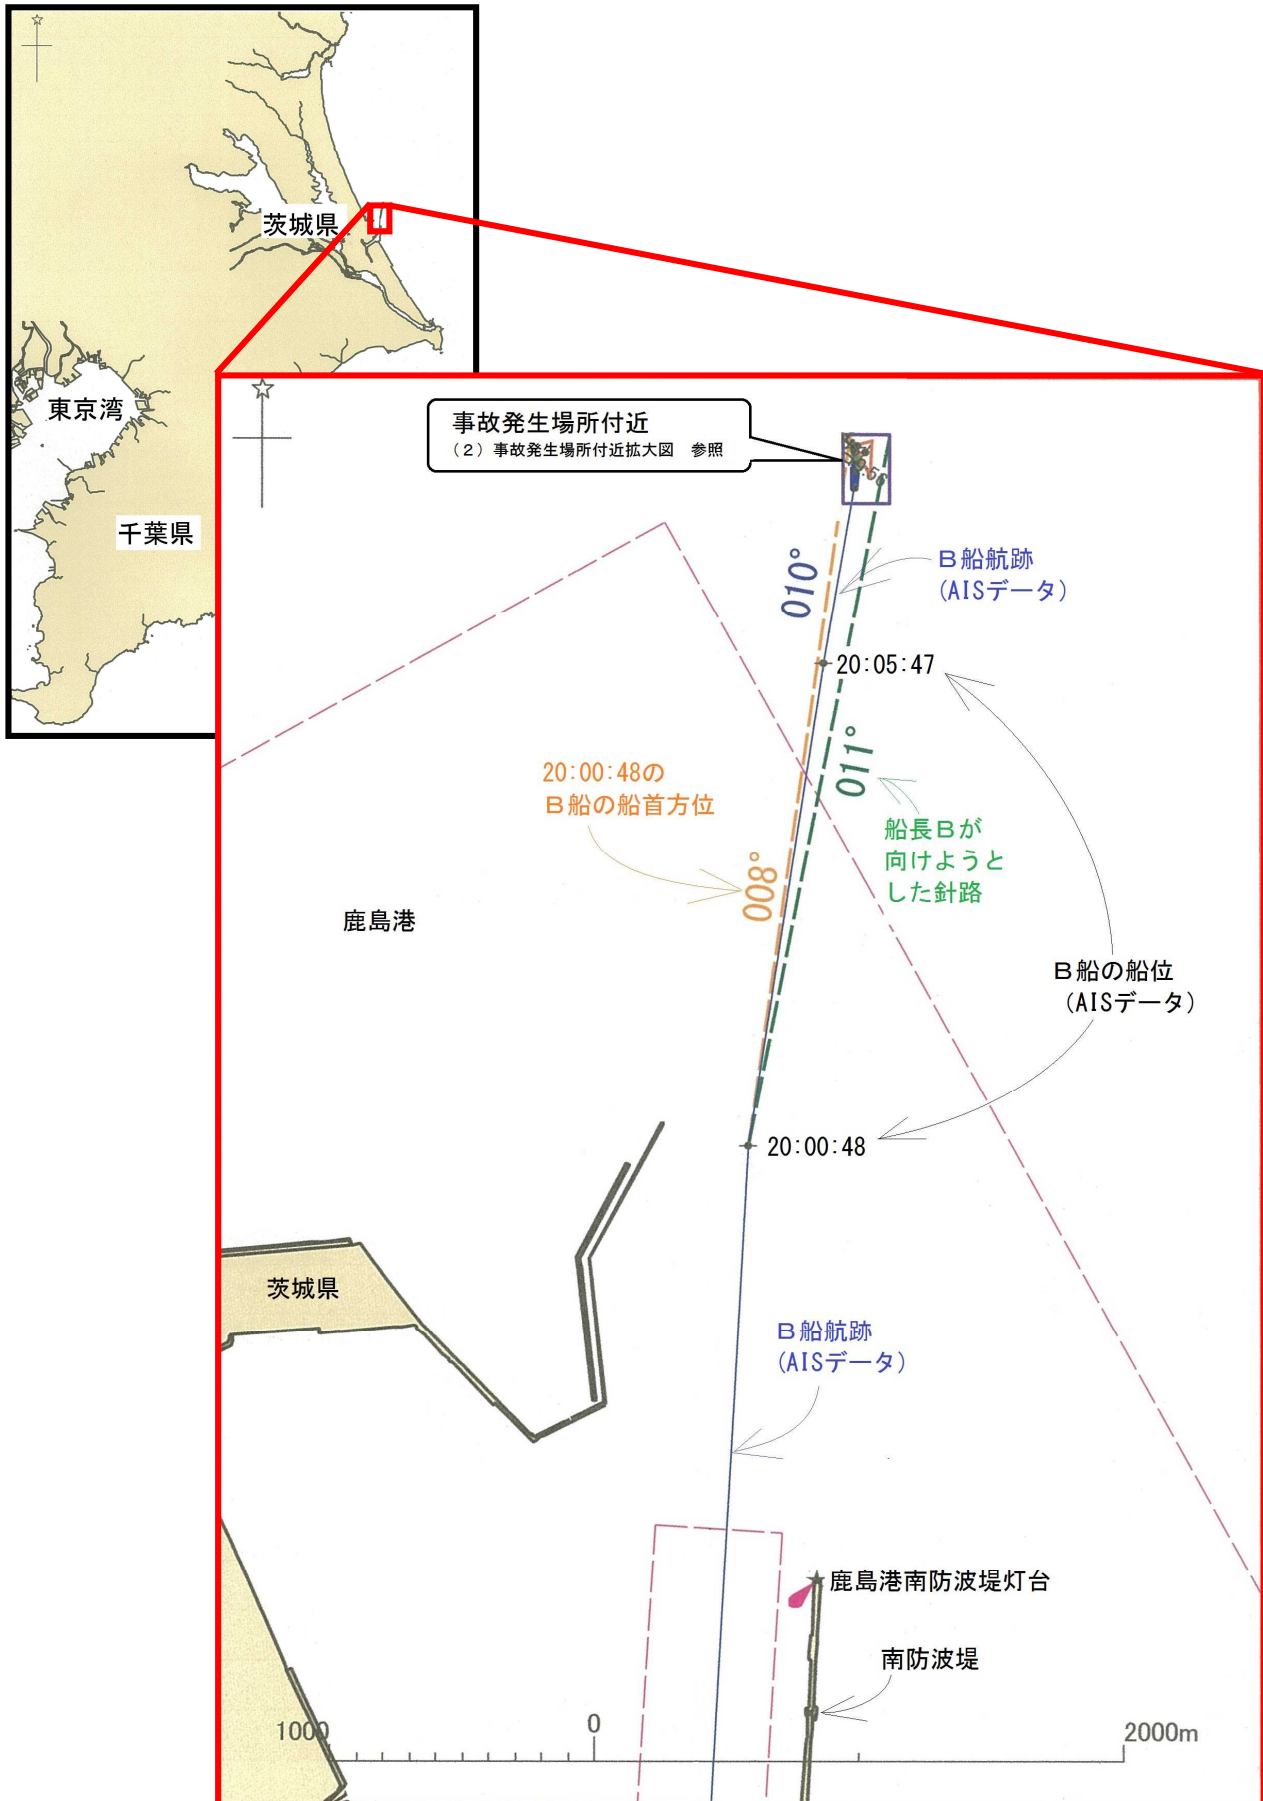 茨城県
東京湾
千葉県
事故発生場所付近
（２）事故発生場所付近拡大図　参照
010°
Ｂ船航跡
(AISデータ)
20:05:47
011°
20:00:48の
Ｂ船の船首方位
船長Ｂが
向けようと
した針路
008°
鹿島港
Ｂ船の船位
(AISデータ)
20:00:48
茨城県
Ｂ船航跡
(AISデータ)
鹿島港南防波堤灯台
南防波堤
1000
0
2000m